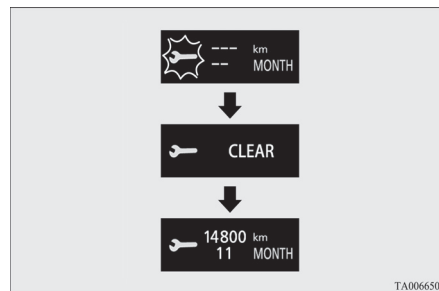 --- km
-- MONTH
CLEAR
14800 km
11 MONTH
TA006650